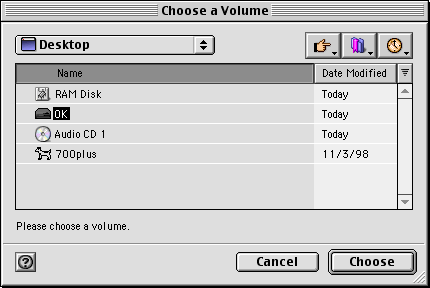 Choose a Volume
Desktop
Name Date Modified
RAM Disk Today
OK Today
Audio CD 1 Today
700plus 11/3/98
Please choose a volume.
? Cancel Choose